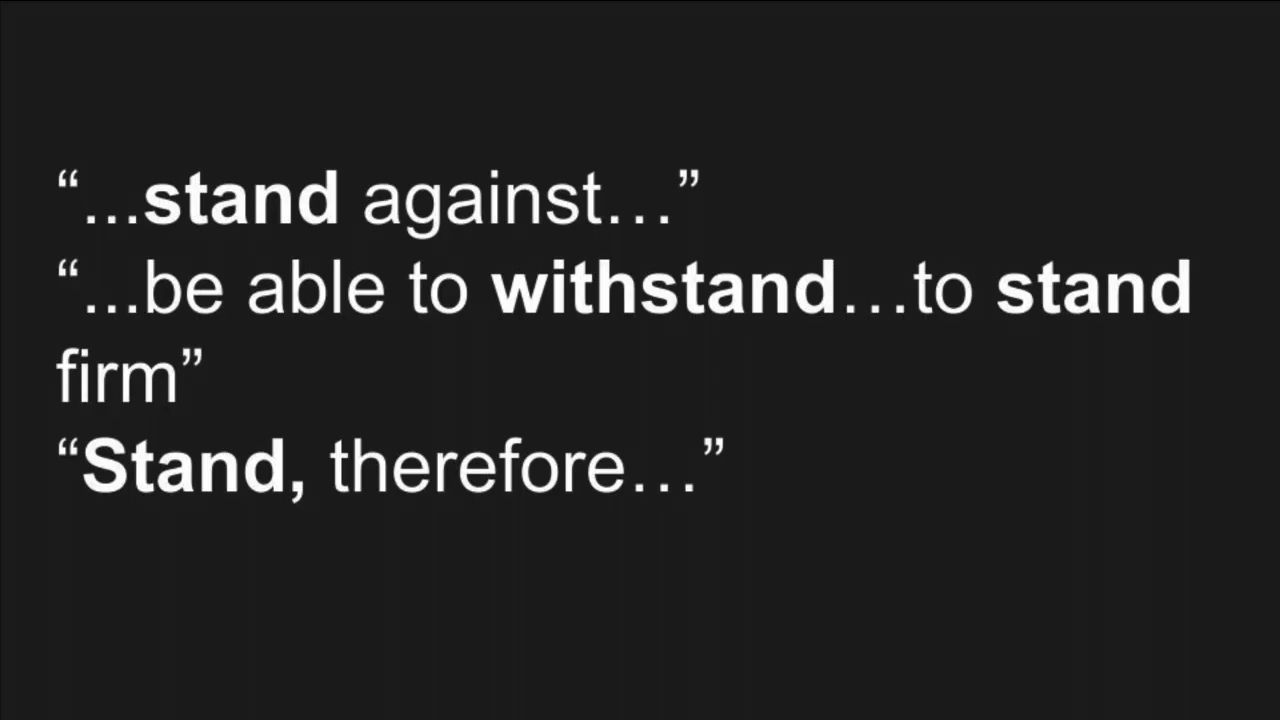 “...stand against…”
“...be able to withstand…to stand
firm”
“Stand, therefore…”